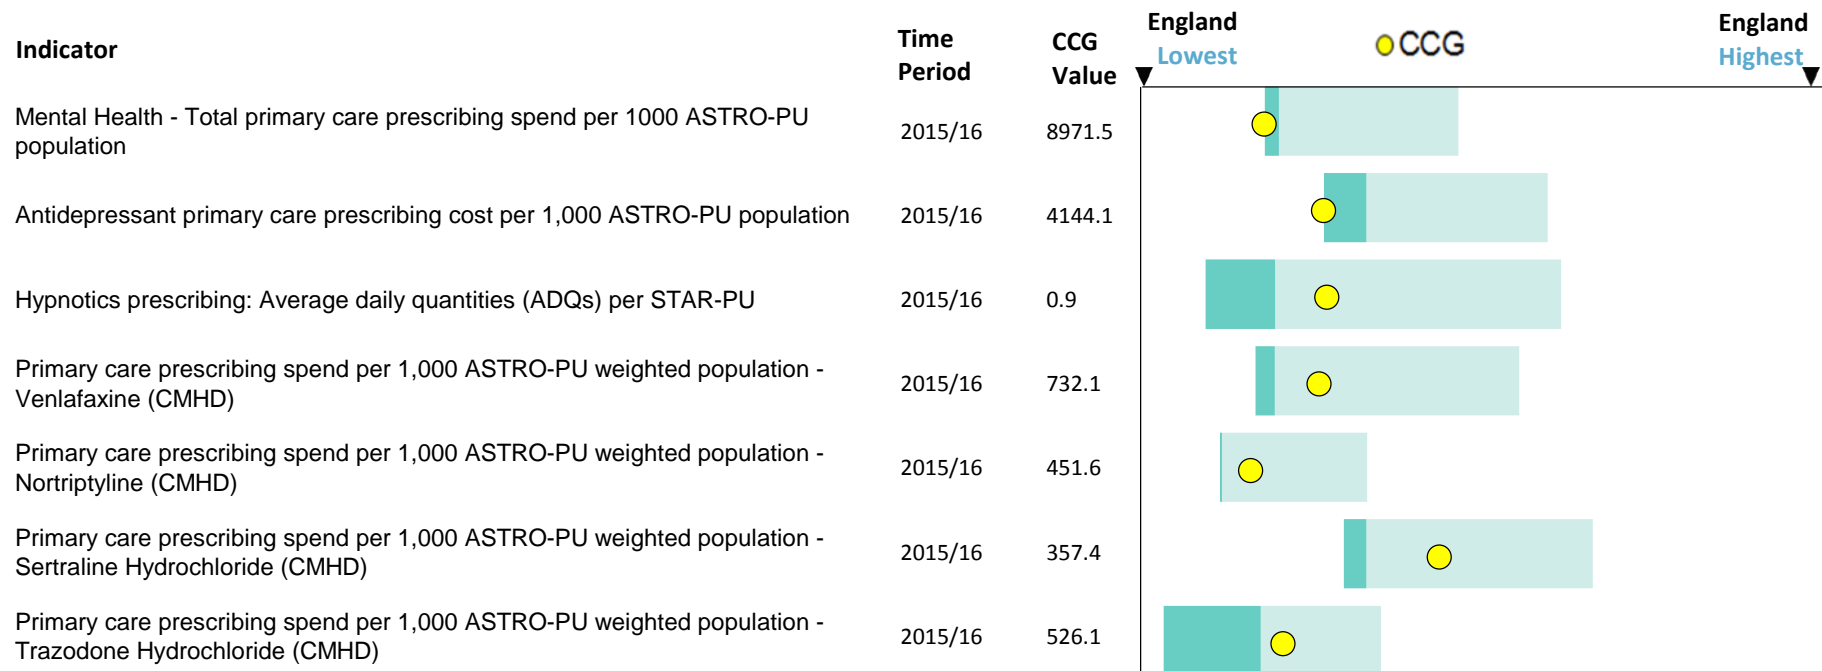 Indicator
Time
Period
CCG
Value
England
Lowest
CCG
England
Highest
Mental Health - Total primary care prescribing spend per 1000 ASTRO-PU
population
2015/16
8971.5
Antidepressant primary care prescribing cost per 1,000 ASTRO-PU population
2015/16
4144.1
Hypnotics prescribing: Average daily quantities (ADQs) per STAR-PU
2015/16
0.9
Primary care prescribing spend per 1,000 ASTRO-PU weighted population -
Venlafaxine (CMHD)
2015/16
732.1
Primary care prescribing spend per 1,000 ASTRO-PU weighted population -
Nortriptyline (CMHD)
2015/16
451.6
Primary care prescribing spend per 1,000 ASTRO-PU weighted population -
Sertraline Hydrochloride (CMHD)
2015/16
357.4
Primary care prescribing spend per 1,000 ASTRO-PU weighted population -
Trazodone Hydrochloride (CMHD)
2015/16
526.1